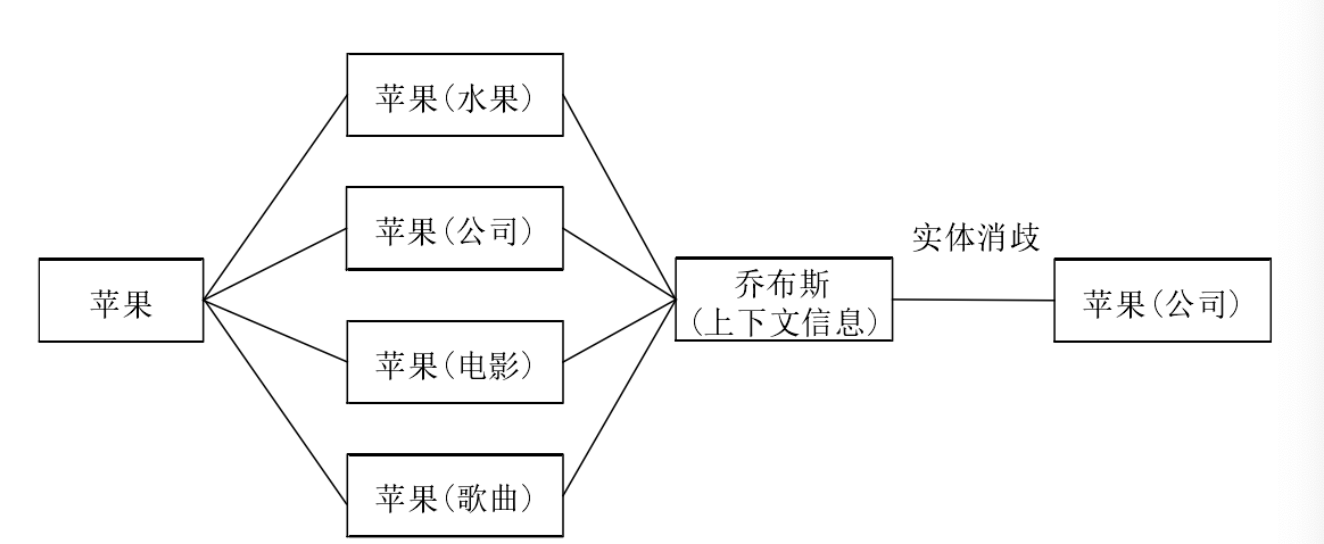 苹果
苹果(水果)
苹果(公司)
苹果(电影)
苹果(歌曲)
乔布斯
(上下文信息)
实体消歧
苹果(公司)